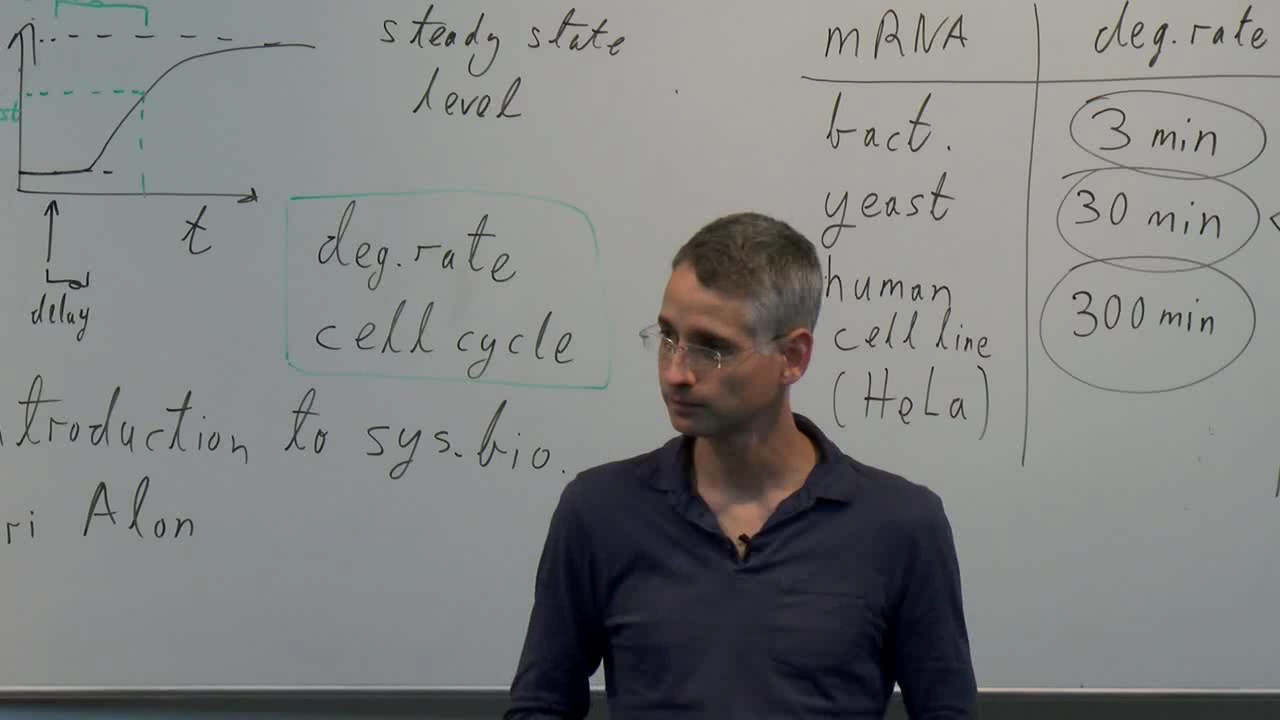 steady state
level
t
delay
deg.rate
cell cycle
ntroduction to sys.bio.
ri Alon
mRNA deg.rate
bact. 3 min
yeast 30 min
human
cell line 300 min
(HeLa)